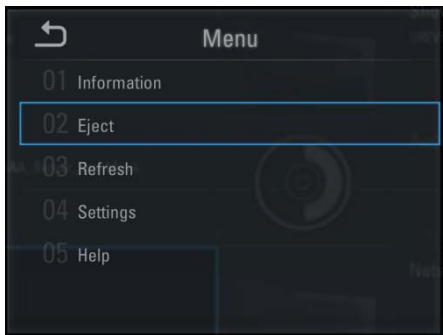 Menu
01 Information
02 Eject
03 Refresh
04 Settings
05 Help